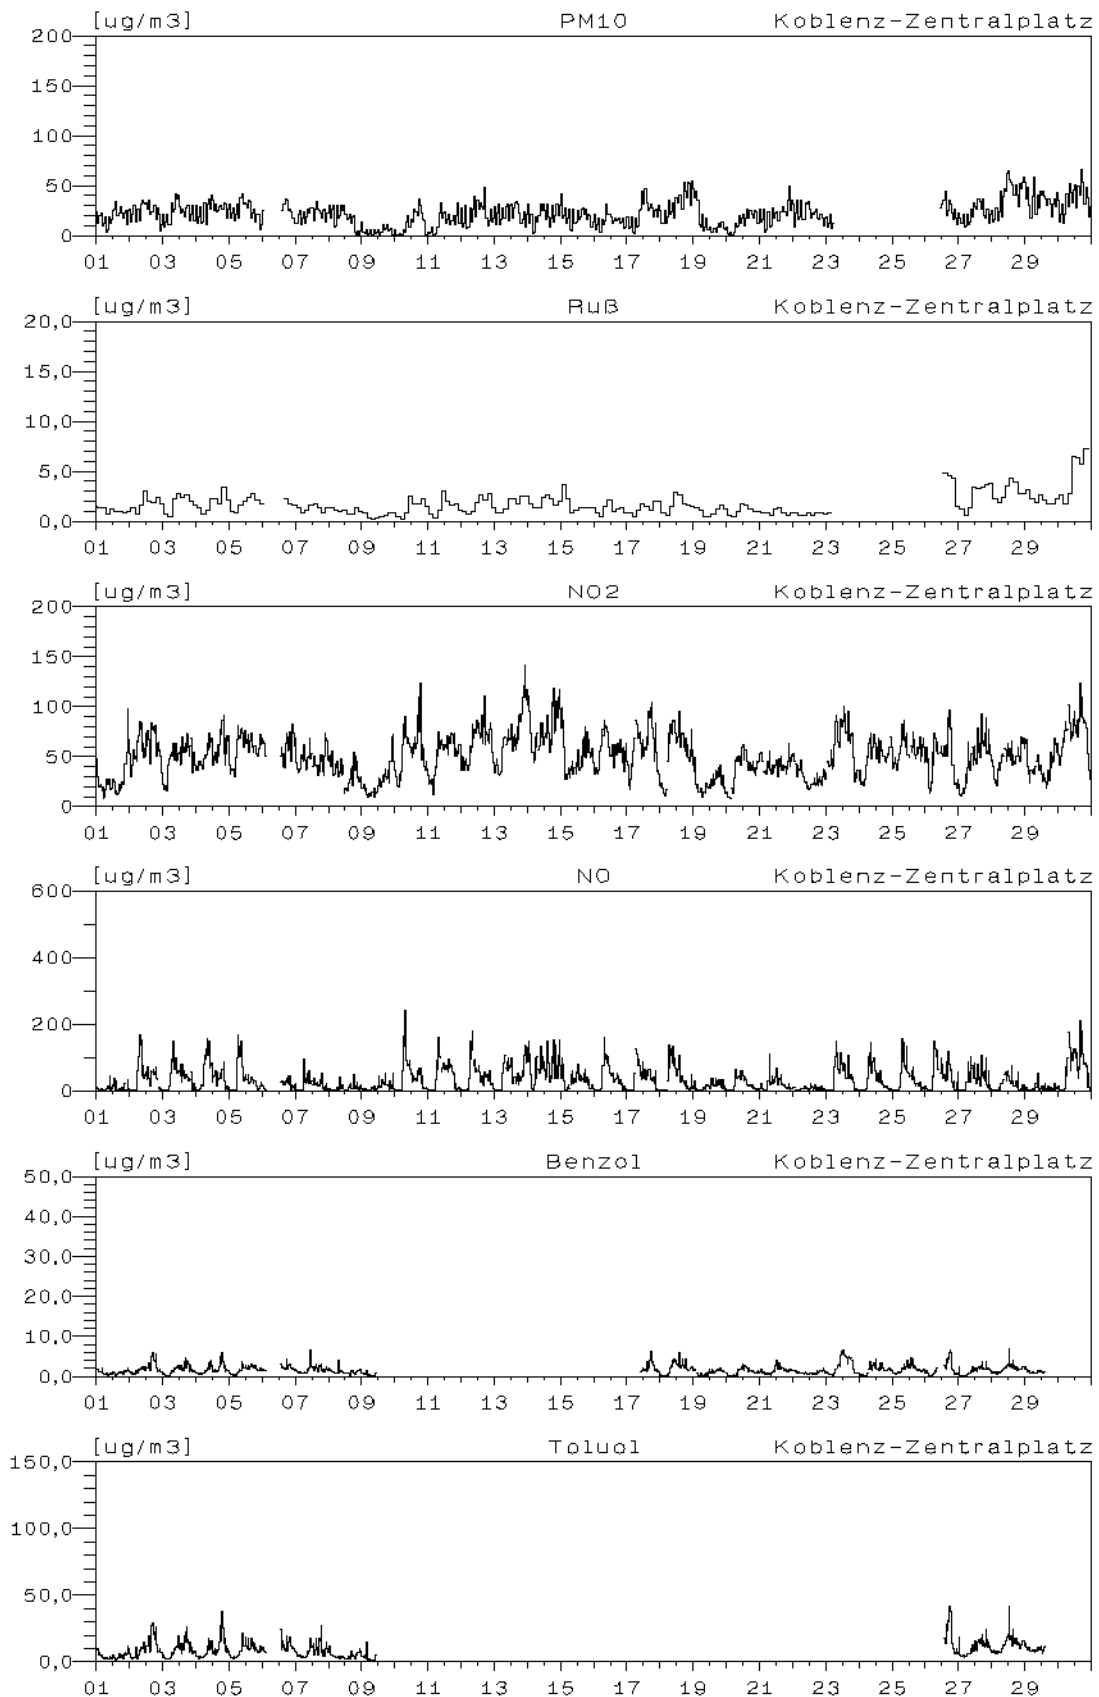 [ug/m3] PM10 Koblenz-Zentralplatz
200
150
100
50
0
01 03 05 07 09 11 13 15 17 19 21 23 25 27 29
[ug/m3] Ruß Koblenz-Zentralplatz
20,0
15,0
10,0
5,0
0,0
01 03 05 07 09 11 13 15 17 19 21 23 25 27 29
[ug/m3] NO2 Koblenz-Zentralplatz
200
150
100
50
0
01 03 05 07 09 11 13 15 17 19 21 23 25 27 29
[ug/m3] NO Koblenz-Zentralplatz
600
400
200
0
01 03 05 07 09 11 13 15 17 19 21 23 25 27 29
[ug/m3] Benzol Koblenz-Zentralplatz
50,0
40,0
30,0
20,0
10,0
0,0
01 03 05 07 09 11 13 15 17 19 21 23 25 27 29
[ug/m3] Toluol Koblenz-Zentralplatz
150,0
100,0
50,0
0,0
01 03 05 07 09 11 13 15 17 19 21 23 25 27 29